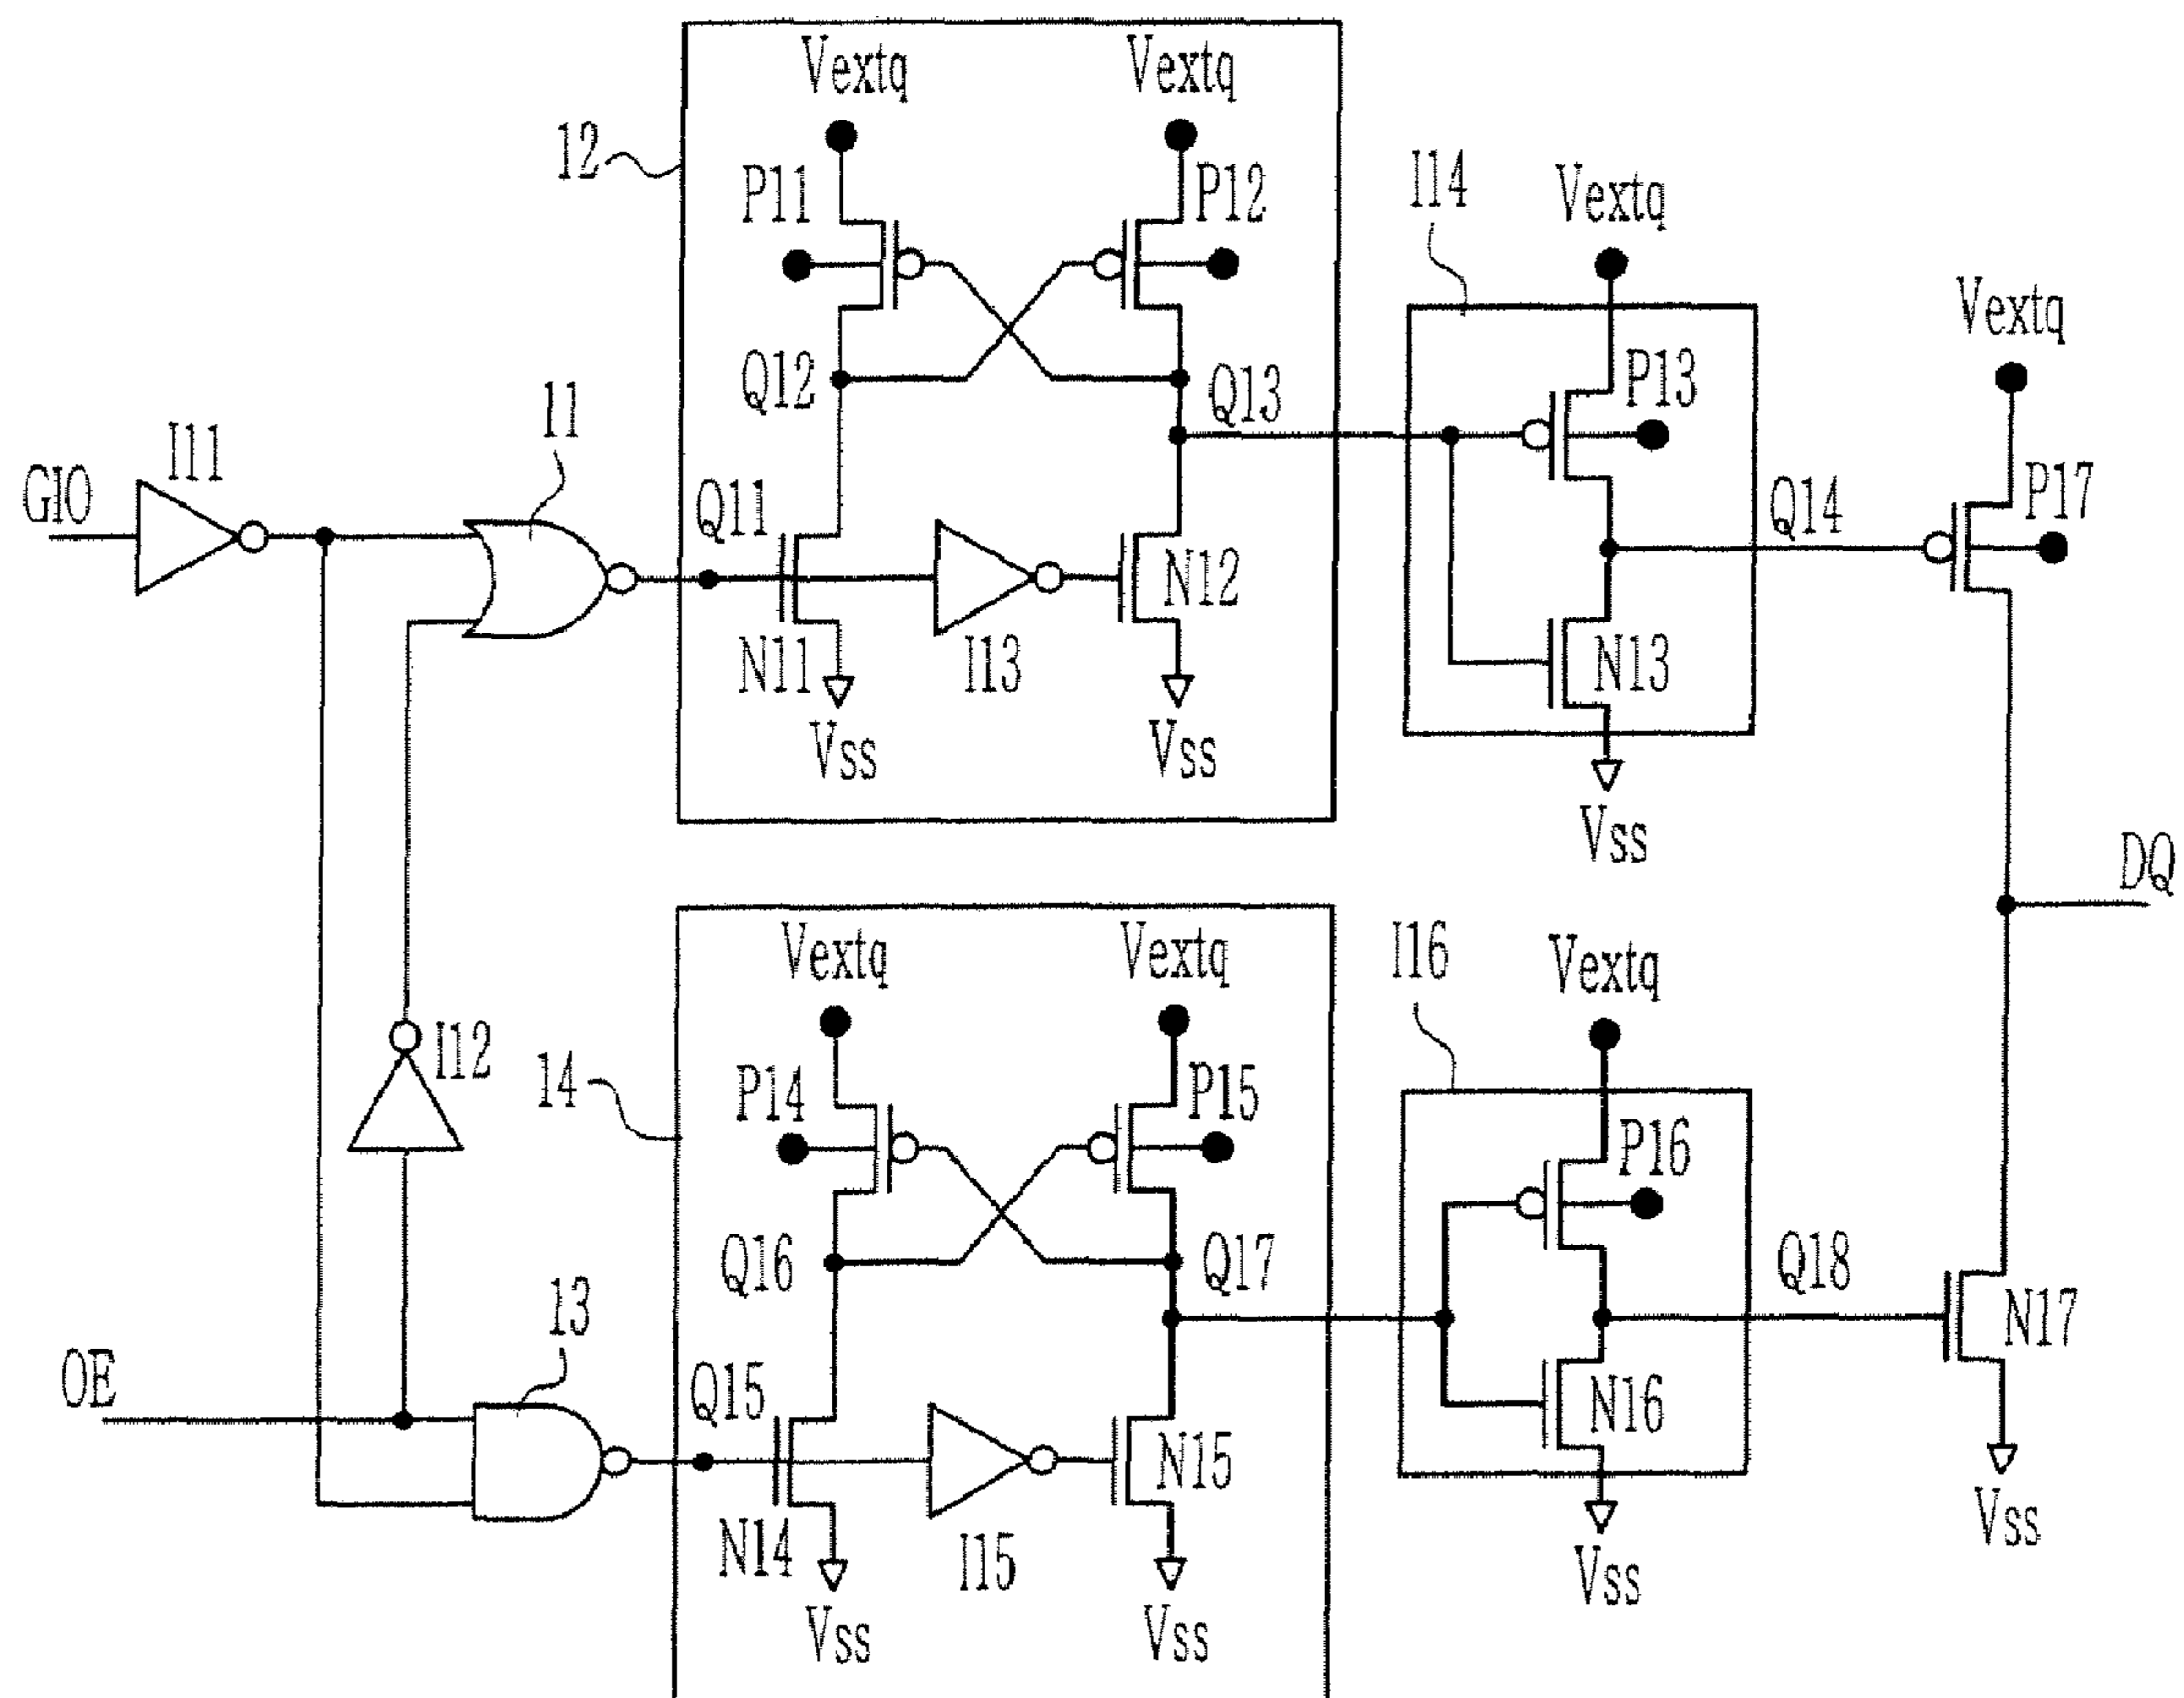 Vextq
Vextq
12
P11
P12
I14
Vextq
Vextq
Q12
Q13
P13
11
I11
GIO
Q11
Q14
P17
N12
N11
I13
N13
Vss
Vss
Vss
DQ
Vextq
Vextq
I16
Vextq
I12
14
P14
P15
P16
Q16
Q17
Q18
13
N17
OE
Q15
N15
N16
N14
I15
Vss
Vss
Vss
Vss